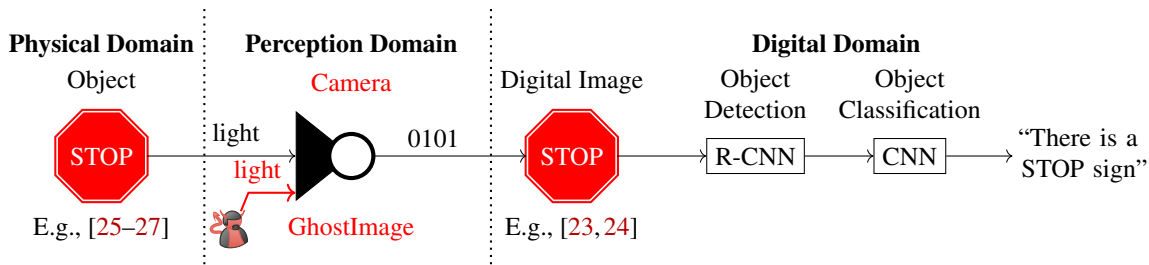 Physical Domain
Perception Domain
Digital Domain
Object
Camera
Digital Image
Object
Detection
Object
Classification
STOP
light
light
0101
STOP
R-CNN
CNN
“There is a
STOP sign”
E.g., [25–27]
GhostImage
E.g., [23, 24]